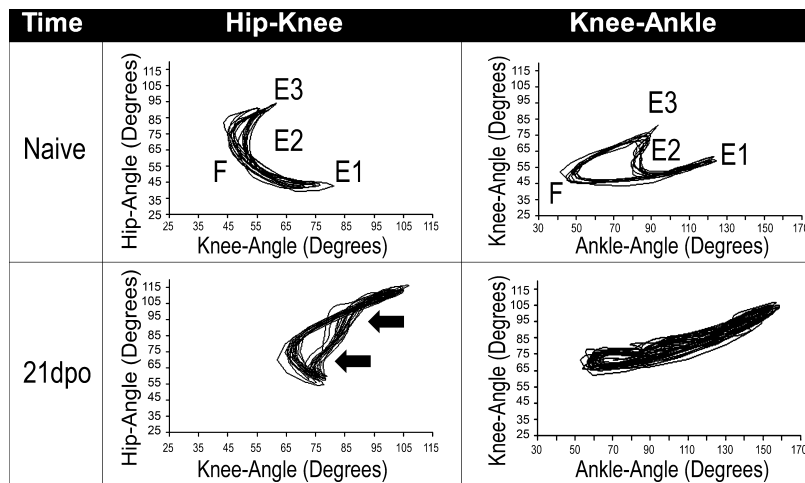 Time Hip-Knee Knee-Ankle
Naive
Hip-Angle (Degrees)
115
105
95
85
75
65
55
45
35
25
E3
E2
F
E1
25 35 45 55 65 75 85 95 105 115
Knee-Angle (Degrees)
Knee-Angle (Degrees)
115
105
95
85
75
65
55
45
35
25
E3
E2
E1
F
30 50 70 90 110 130 150 170
Ankle-Angle (Degrees)
21dpo
Hip-Angle (Degrees)
115
105
95
85
75
65
55
45
35
25
25 35 45 55 65 75 85 95 105 115
Knee-Angle (Degrees)
Knee-Angle (Degrees)
115
105
95
85
75
65
55
45
35
25
30 50 70 90 110 130 150 170
Ankle-Angle (Degrees)